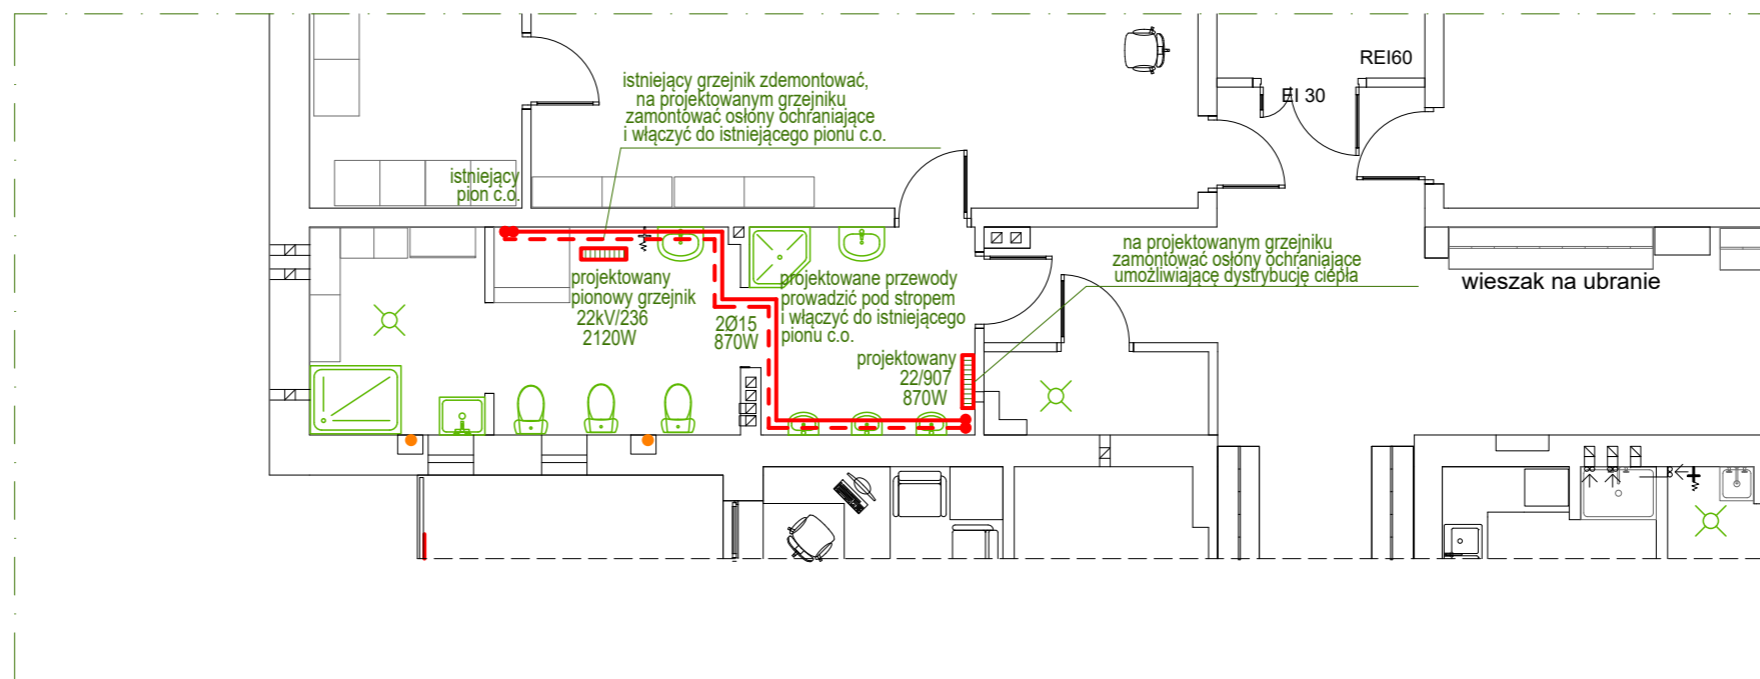 REI60
EI 30
istniejący grzejnik zdemontować,
na projektowanym grzejniku
zamontować osłony ochraniające
i włączyć do istniejącego pionu c.o.
istniejący
pion c.o.
na projektowanym grzejniku
zamontować osłony ochraniające
umożliwiające dystrybucję ciepła
wieszak na ubranie
projektowany
pionowy grzejnik
22kV/236
2120W
2Ø15
870W
projektowane przewody
prowadzić pod stropem
i włączyć do istniejącego
pionu c.o.
projektowany
22/907
870W